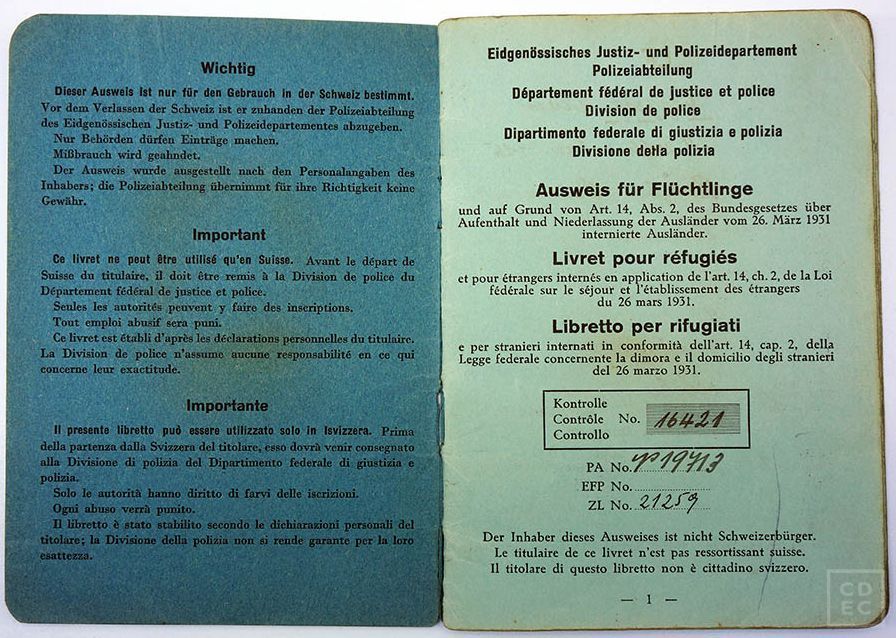 Wichtig
Dieser Ausweis ist nur für den Gebrauch in der Schweiz bestimmt.
Vor dem Verlassen der Schweiz ist er zuhanden der Polizeiabteilung
des Eidgenössischen Justiz- und Polizeidepartementes abzugeben.
Nur Behörden dürfen Einträge machen.
Mißbrauch wird geahndet.
Der Ausweis wurde ausgestellt nach den Personalangaben des
Inhabers; die Polizeiabteilung übernimmt für ihre Richtigkeit keine
Gewähr.
Important
Ce livret ne peut être utilisé qu'en Suisse. Avant le départ de
Suisse du titulaire, il doit être remis à la Division de police du
Département fédéral de justice et police.
Seules les autorités peuvent y faire des inscriptions.
Tout emploi abusif sera puni.
Ce livret est établi d'après les déclarations personnelles du titulaire.
La Division de police n'assume aucune responsabilité en ce qui
concerne leur exactitude.
Importante
Il presente libretto può essere utilizzato solo in Isvizzera. Prima
della partenza dalla Svizzera del titolare, esso dovrà venir consegnato
alla Divisione di polizia del Dipartimento federale di giustizia e
polizia.
Solo le autorità hanno diritto di farvi delle iscrizioni.
Ogni abuso verrà punito.
Il libretto è stato stabilito secondo le dichiarazioni personali del
titolare; la Divisione della polizia non si rende garante per la loro
esattezza.
Eidgenössisches Justiz- und Polizeidepartement
Polizeiabteilung
Département fédéral de justice et police
Division de police
Dipartimento federale di giustizia e polizia
Divisione della polizia
Ausweis für Flüchtlinge
und auf Grund von Art. 14, Abs. 2, des Bundesgesetzes über
Aufenthalt und Niederlassung der Ausländer vom 26. März 1931
internierte Ausländer.
Livret pour réfugiés
et pour étrangers internés en application de l'art. 14, ch. 2, de la Loi
fédérale sur le séjour et l'établissement des étrangers
du 26 mars 1931.
Libretto per rifugiati
e per stranieri internati in conformità dell'art. 14, cap. 2, della
Legge federale concernente la dimora e il domicilio degli stranieri
del 26 marzo 1931.
Kontrolle
Contrôle No. 16421
Controllo
PA No. 19713
EFP No.
ZL No. 21259
Der Inhaber dieses Ausweises ist nicht Schweizerbürger.
Le titulaire de ce livret n'est pas ressortissant suisse.
Il titolare di questo libretto non è cittadino svizzero.
— 1 —
CD
EC